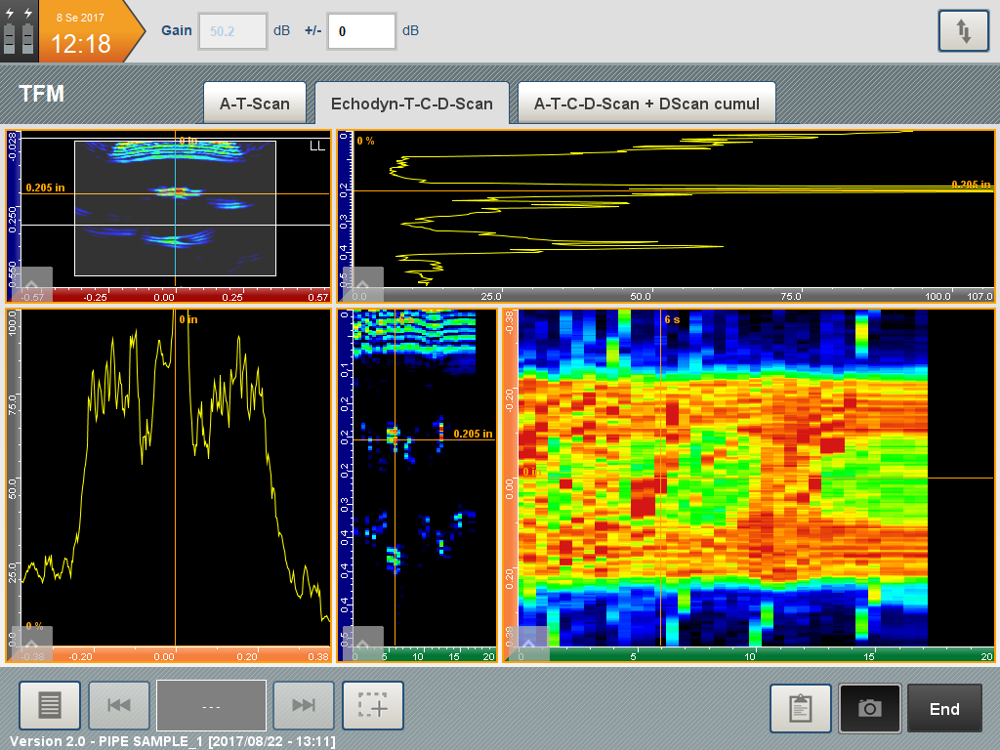 8 Se 2017
12:18
Gain 50.2 dB +/- 0 dB
TFM
A-T-Scan
Echodyn-T-C-D-Scan
A-T-C-D-Scan + DScan cumul
-0.028
0.250
0.550
0 in
LL
0.205 in
-0.57 -0.25 0.00 0.25 0.57
0 %
0.2
0.3
0.4
0.205 in
0.0 25.0 50.0 75.0 100.0 107.0
100.0
75.0
50.0
25.0
0.0
0 in
0 %
-0.38 -0.20 0.00 0.20 0.38
0.1
0.2
0.2
0.3
0.4
0.4
0.205 in
0 5 10 15 20
-0.38
-0.20
0.00
0.20
0.38
6 s
0 in
0 5 10 15 20
---
End
Version 2.0 - PIPE SAMPLE_1 [2017/08/22 - 13:11]